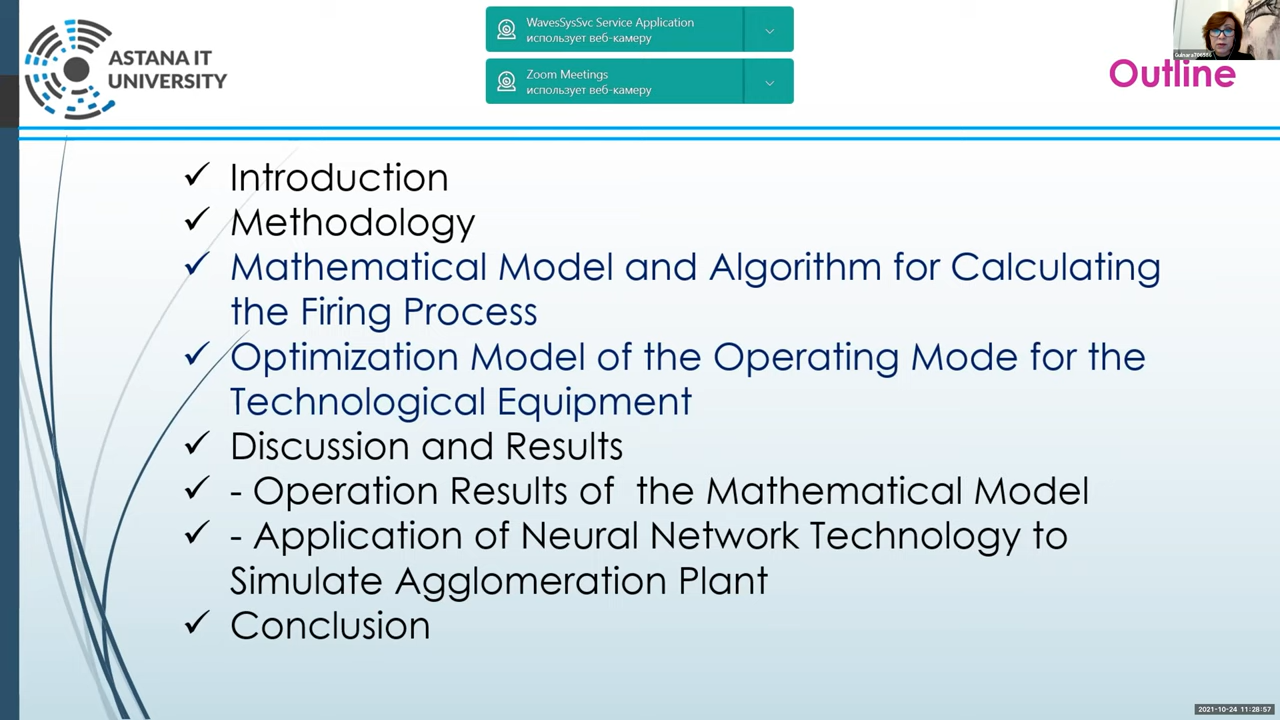 ASTANA IT
UNIVERSITY
WavesSysSvc Service Application
использует веб-камеру
Zoom Meetings
использует веб-камеру
Outline
✓ Introduction
✓ Methodology
✓ Mathematical Model and Algorithm for Calculating
the Firing Process
✓ Optimization Model of the Operating Mode for the
Technological Equipment
✓ Discussion and Results
✓ - Operation Results of the Mathematical Model
✓ - Application of Neural Network Technology to
Simulate Agglomeration Plant
✓ Conclusion
2021-10-24 11:28:57